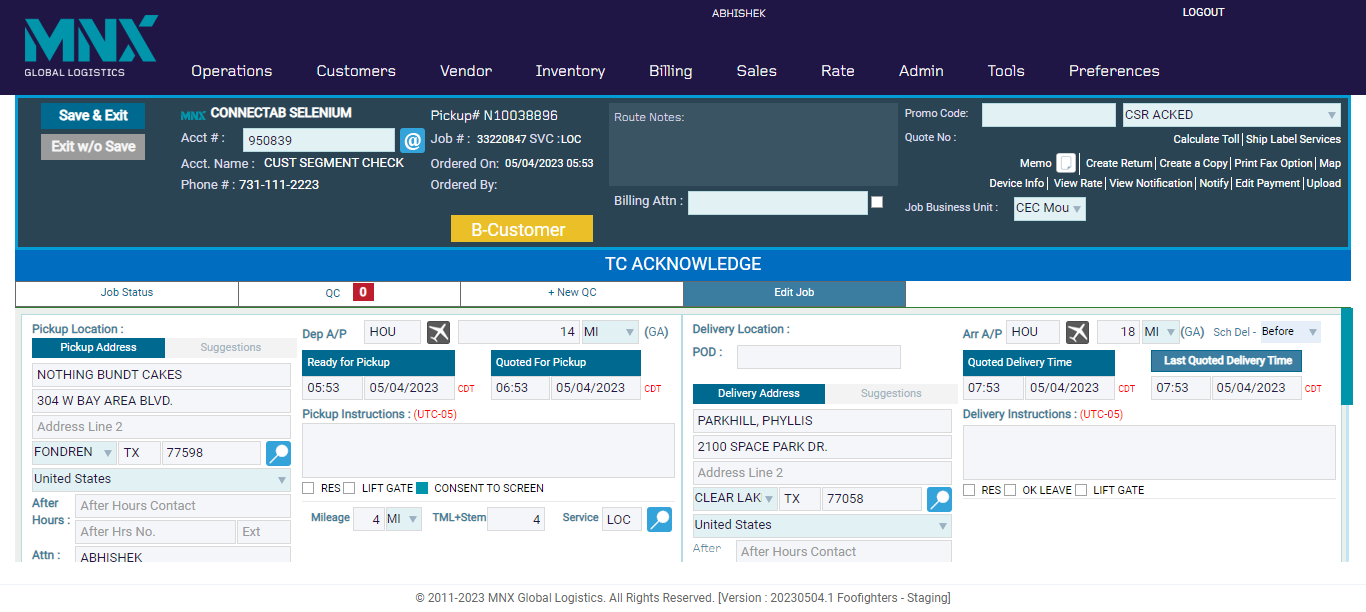 ABHISHEK
LOGOUT
MNX
GLOBAL LOGISTICS
Operations Customers Vendor Inventory Billing Sales Rate Admin Tools Preferences
Save & Exit
Exit w/o Save
MNX CONNECTAB SELENIUM
Acct # : 950839 @
Acct. Name : CUST SEGMENT CHECK
Phone # : 731-111-2223
Pickup# N10038896
Job # : 33220847 SVC :LOC
Ordered On: 05/04/2023 05:53
Ordered By:
B-Customer
Route Notes:
Billing Attn :
Promo Code: CSR ACKED
Quote No :
Calculate Toll| Ship Label Services
Memo | Create Return| Create a Copy| Print Fax Option| Map
Device Info| View Rate| View Notification| Notify| Edit Payment| Upload
Job Business Unit : CEC Mou
TC ACKNOWLEDGE
Job Status QC 0 + New QC Edit Job
Pickup Location :
Pickup Address Suggestions
NOTHING BUNDT CAKES
304 W BAY AREA BLVD.
Address Line 2
FONDREN TX 77598
United States
After Hours : After Hours Contact
After Hrs No. Ext
Attn : ABHISHEK
Dep A/P HOU 14 MI (GA)
Ready for Pickup Quoted For Pickup
05:53 05/04/2023 CDT 06:53 05/04/2023 CDT
Pickup Instructions : (UTC-05)
RES LIFT GATE CONSENT TO SCREEN
Mileage 4 MI TML+Stem 4 Service LOC
Delivery Location :
POD :
Delivery Address Suggestions
PARKHILL, PHYLLIS
2100 SPACE PARK DR.
Address Line 2
CLEAR LAK TX 77058
United States
After After Hours Contact
Arr A/P HOU 18 MI (GA) Sch Del - Before
Quoted Delivery Time Last Quoted Delivery Time
07:53 05/04/2023 CDT 07:53 05/04/2023 CDT
Delivery Instructions : (UTC-05)
RES OK LEAVE LIFT GATE
© 2011-2023 MNX Global Logistics. All Rights Reserved. [Version : 20230504.1 Foofighters - Staging]